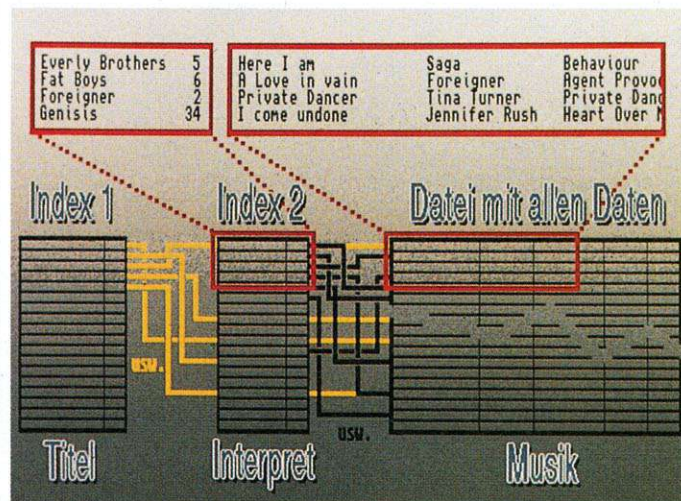 Everly Brothers 5
Fat Boys 6
Foreigner 2
Genisis 34
Here I am Saga Behaviour
A Love in vain Foreigner Agent Provoc
Private Dancer Tina Turner Private Danc
I come undone Jennifer Rush Heart Over M
Index 1 Index 2 Datei mit allen Daten
usw.
usw.
Titel Interpret Musik